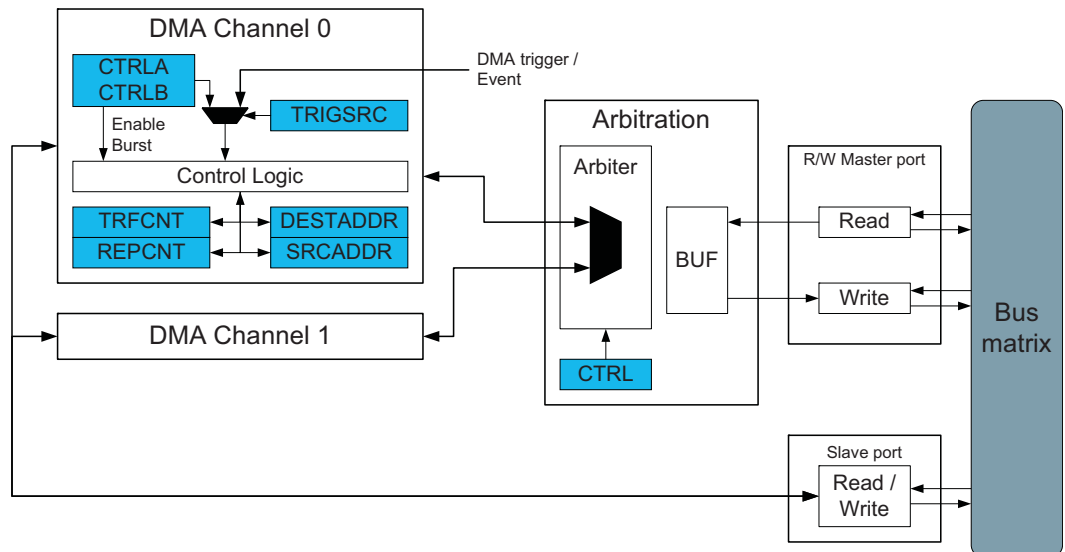 DMA Channel 0
CTRLA
CTRLB
DMA trigger /
Event
TRIGSRC
Enable
Burst
Control Logic
TRFCNT
DESTADDR
REPCNT
SRCADDR
DMA Channel 1
Arbitration
Arbiter
BUF
CTRL
R/W Master port
Read
Write
Bus
matrix
Slave port
Read /
Write